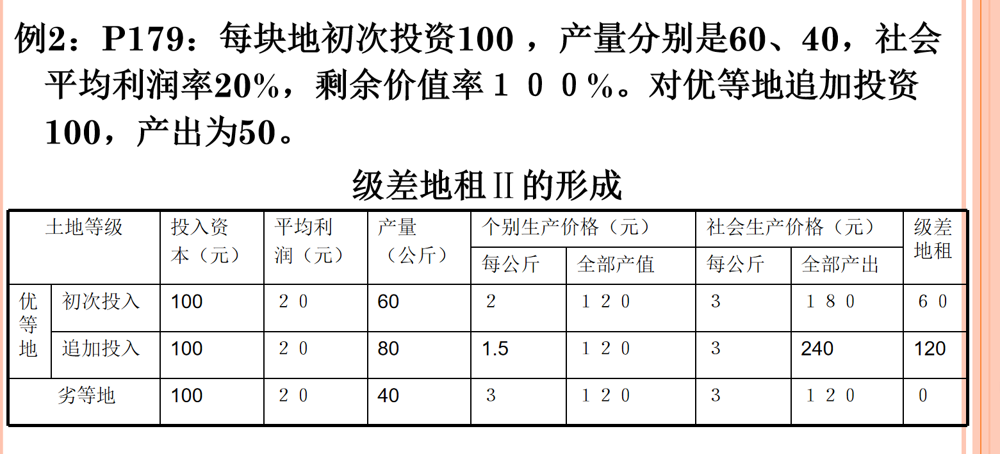 例2：P179：每块地初次投资100 ，产量分别是60、40，社会
平均利润率20%，剩余价值率１００%。对优等地追加投资
100，产出为50。
级差地租Ⅱ的形成
土地等级 投入资本（元） 平均利润（元） 产量（公斤） 个别生产价格（元） 社会生产价格（元） 级差地租
每公斤 全部产值 每公斤 全部产出
优等地 初次投入 100 ２０ 60 ２ １２０ ３ １８０ ６０
追加投入 100 ２０ 80 1.5 １２０ ３ 240 120
劣等地 100 ２０ 40 ３ １２０ ３ １２０ ０